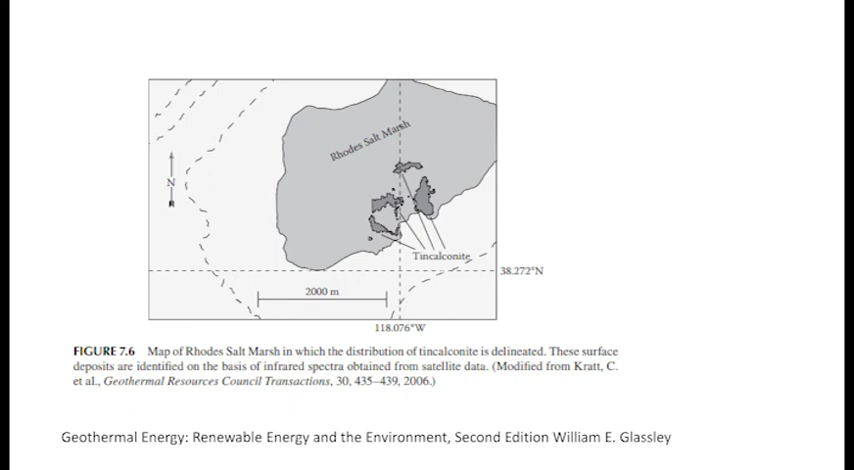 Rhodes Salt Marsh
N
Tincalconite
38.272°N
2000 m
118.076°W
FIGURE 7.6 Map of Rhodes Salt Marsh in which the distribution of tincalconite is delineated. These surface
deposits are identified on the basis of infrared spectra obtained from satellite data. (Modified from Kratt, C.
et al., Geothermal Resources Council Transactions, 30, 435–439, 2006.)
Geothermal Energy: Renewable Energy and the Environment, Second Edition William E. Glassley